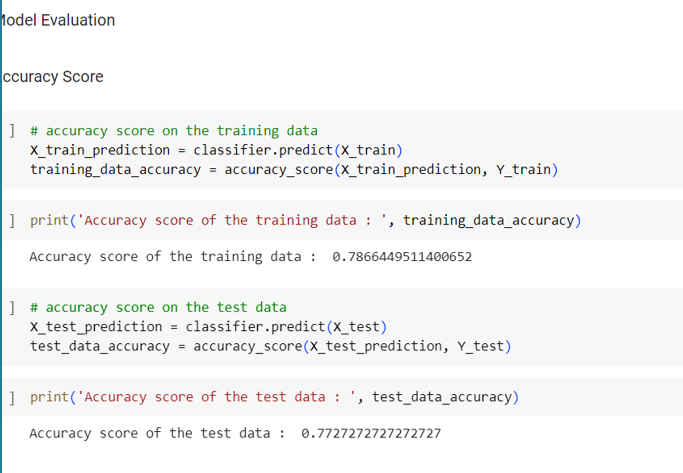 Model Evaluation
ccuracy Score
] # accuracy score on the training data
X_train_prediction = classifier.predict(X_train)
training_data_accuracy = accuracy_score(X_train_prediction, Y_train)
] print('Accuracy score of the training data : ', training_data_accuracy)
Accuracy score of the training data :  0.7866449511400652
] # accuracy score on the test data
X_test_prediction = classifier.predict(X_test)
test_data_accuracy = accuracy_score(X_test_prediction, Y_test)
] print('Accuracy score of the test data : ', test_data_accuracy)
Accuracy score of the test data :  0.7727272727272727